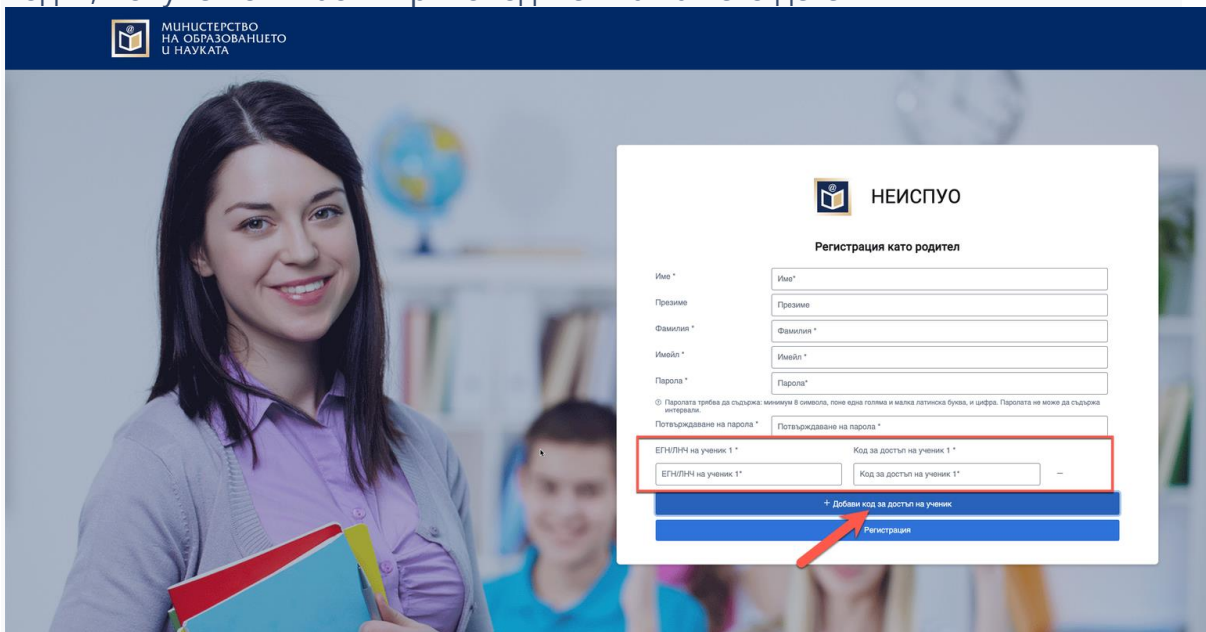 МИНИСТЕРСТВО
НА ОБРАЗОВАНИЕТО
И НАУКАТА
НЕИСПУО
Регистрация като родител
Име *
Име*
Презиме
Презиме
Фамилия *
Фамилия *
Имейл *
Имейл *
Парола *
Парола*
Паролата трябва да съдържа: минимум 8 символа, поне една голяма и малка латинска буква, и цифра. Паролата не може да съдържа
интервали.
Потвърждаване на парола *
Потвърждаване на парола *
ЕГН/ЛНЧ на ученик 1 *
Код за достъп на ученик 1 *
ЕГН/ЛНЧ на ученик 1*
Код за достъп на ученик 1*
+ Добави код за достъп на ученик
Регистрация